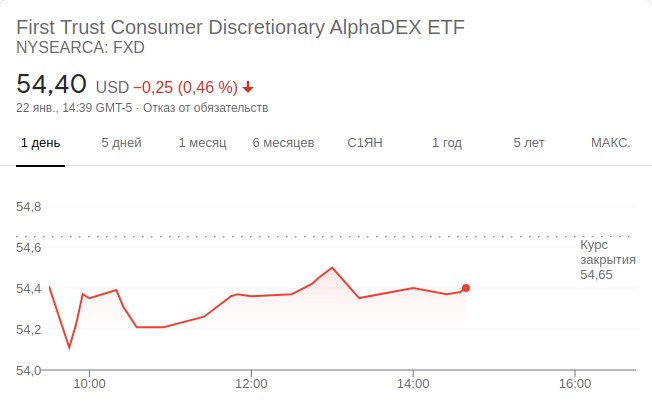 First Trust Consumer Discretionary AlphaDEX ETF
NYSEARCA: FXD
54,40 USD −0,25 (0,46 %)
22 янв., 14:39 GMT-5 · Отказ от обязательств
1 день 5 дней 1 месяц 6 месяцев С1ЯН 1 год 5 лет МАКС.
54,8
54,6
Курс
закрытия
54,65
54,4
54,2
54,0
10:00 12:00 14:00 16:00